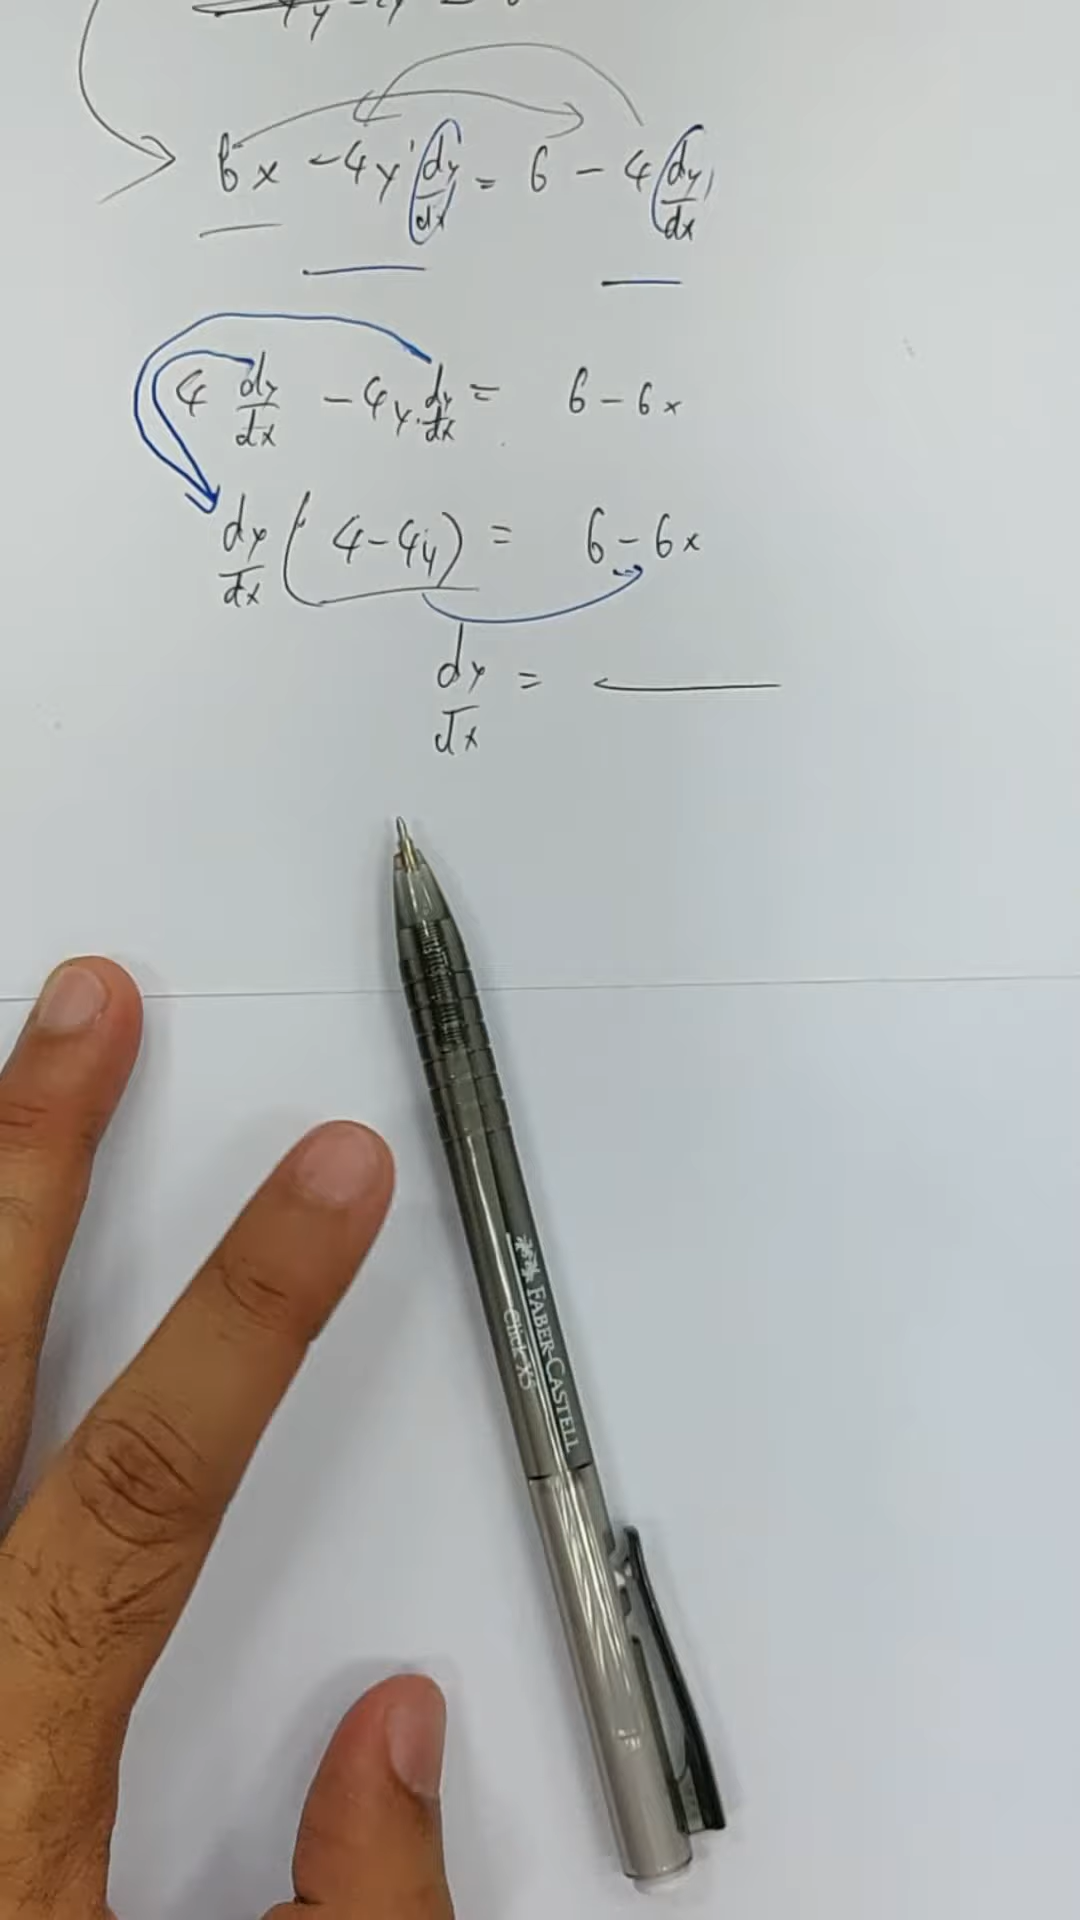 6x - 4y · dy/dx = 6 - 4 dy/dx
4 dy/dx - 4y · dy/dx = 6 - 6x
dy/dx ( 4 - 4y ) = 6 - 6x
dy/dx =
FABER-CASTELL
Click X5